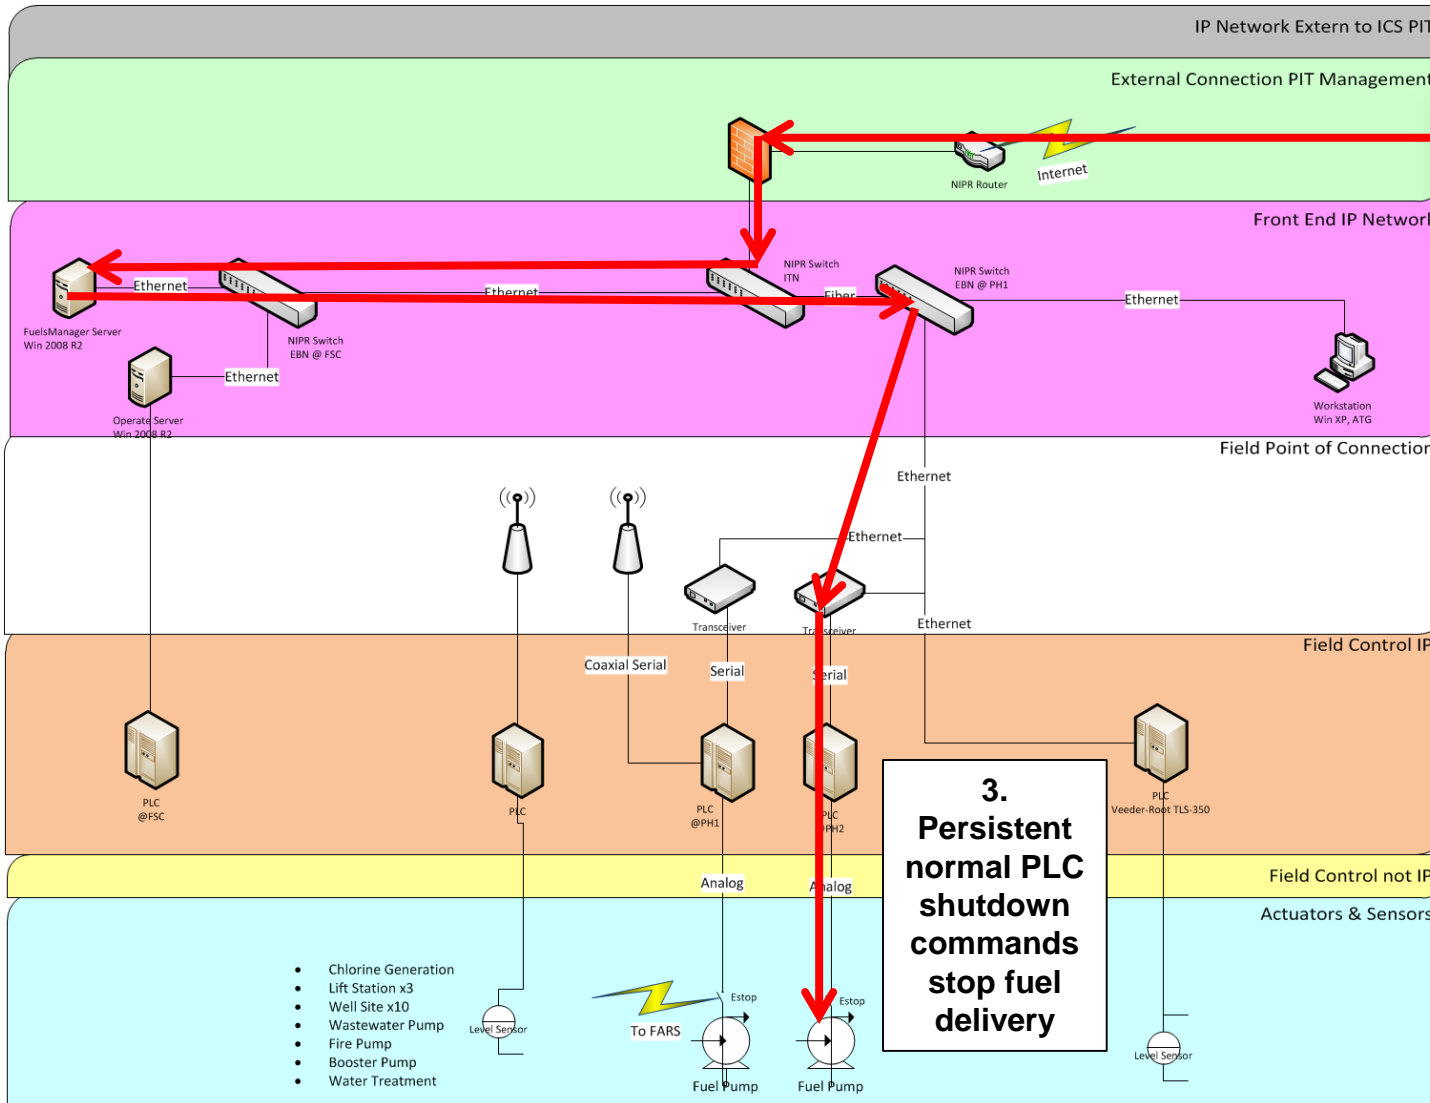 IP Network Extern to ICS PIT
External Connection PIT Management
NIPR Router
Internet
Front End IP Network
NIPR Switch
ITN
NIPR Switch
EBN @ PH1
Ethernet
Ethernet
Fiber
Ethernet
FuelsManager Server
Win 2008 R2
NIPR Switch
EBN @ FSC
Ethernet
Operate Server
Win 2008 R2
Workstation
Win XP, ATG
Field Point of Connection
Ethernet
Ethernet
Transceiver
Transceiver
Ethernet
Field Control IP
Coaxial Serial
Serial
Serial
PLC
@FSC
PLC
PLC
@PH1
PLC
@PH2
PLC
Veeder-Root TLS-350
3.
Persistent
normal PLC
shutdown
commands
stop fuel
delivery
Field Control not IP
Analog
Analog
Actuators & Sensors
• Chlorine Generation
• Lift Station x3
• Well Site x10
• Wastewater Pump
• Fire Pump
• Booster Pump
• Water Treatment
Level Sensor
To FARS
Estop
Estop
Fuel Pump
Fuel Pump
Level Sensor